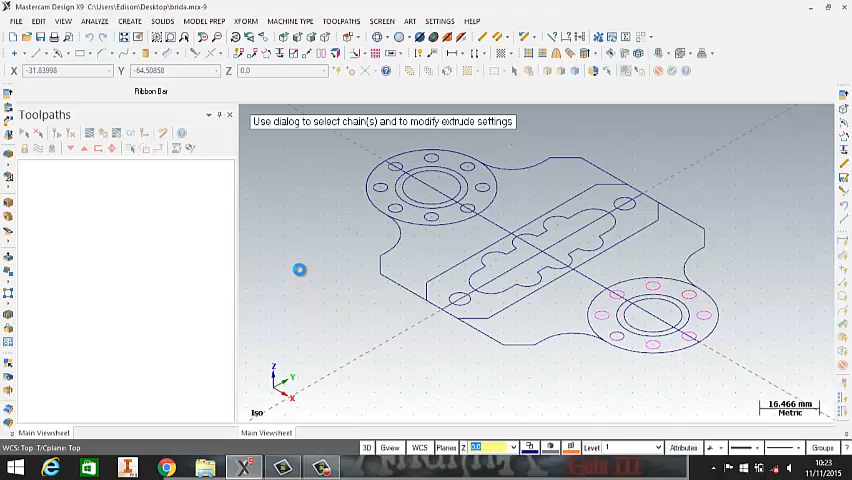 Mastercam Design X9 C:\Users\Edison\Desktop\brida.mcx-9
FILE EDIT VIEW ANALYZE CREATE SOLIDS MODEL PREP XFORM MACHINE TYPE TOOLPATHS SCREEN ART SETTINGS HELP
X -31.83998 Y -64.50858 Z 0.0
Ribbon Bar
Toolpaths
Use dialog to select chain(s) and to modify extrude settings
Z
Y
X
Iso
16.466 mm
Metric
Main Viewsheet Main Viewsheet
WCS: Top T/Cplane: Top 3D Gview WCS Planes Z 0.0 Level 1 Attributes Groups
10:23
11/11/2015